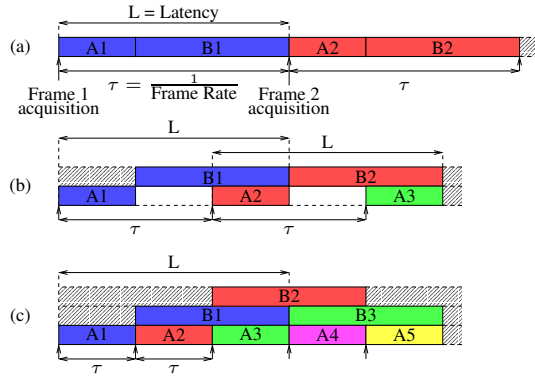 L = Latency
(a) A1 B1 A2 B2
τ = 1/Frame Rate τ
Frame 1 acquisition
Frame 2 acquisition
L
L
(b) B1 B2
A1 A2 A3
τ τ
L
B2
(c) B1 B3
A1 A2 A3 A4 A5
τ τ